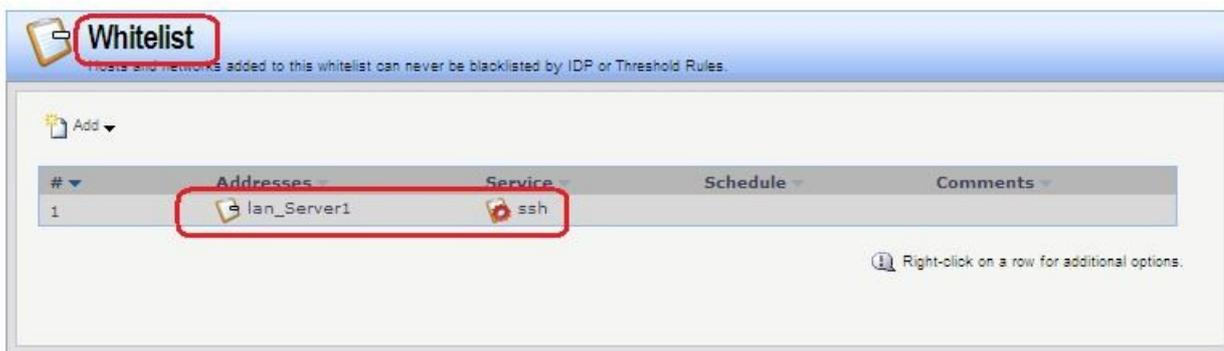 Whitelist
Hosts and networks added to this whitelist can never be blacklisted by IDP or Threshold Rules.
Add
# Addresses Service Schedule Comments
1 lan_Server1 ssh
Right-click on a row for additional options.